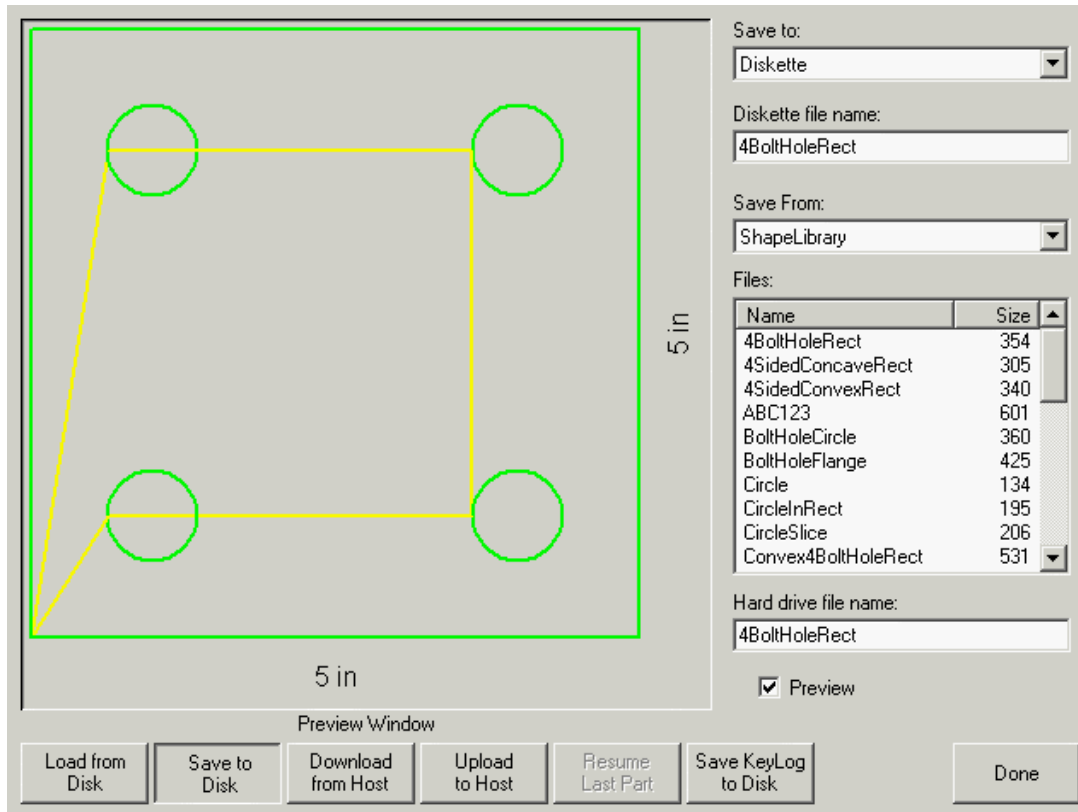 Save to:
Diskette
Diskette file name:
4BoltHoleRect
Save From:
ShapeLibrary
Files:
Name Size
4BoltHoleRect 354
4SidedConcaveRect 305
4SidedConvexRect 340
ABC123 601
BoltHoleCircle 360
BoltHoleFlange 425
Circle 134
CircleInRect 195
CircleSlice 206
Convex4BoltHoleRect 531
Hard drive file name:
4BoltHoleRect
Preview
5 in
5 in
Preview Window
Load from
Disk
Save to
Disk
Download
from Host
Upload
to Host
Resume
Last Part
Save KeyLog
to Disk
Done